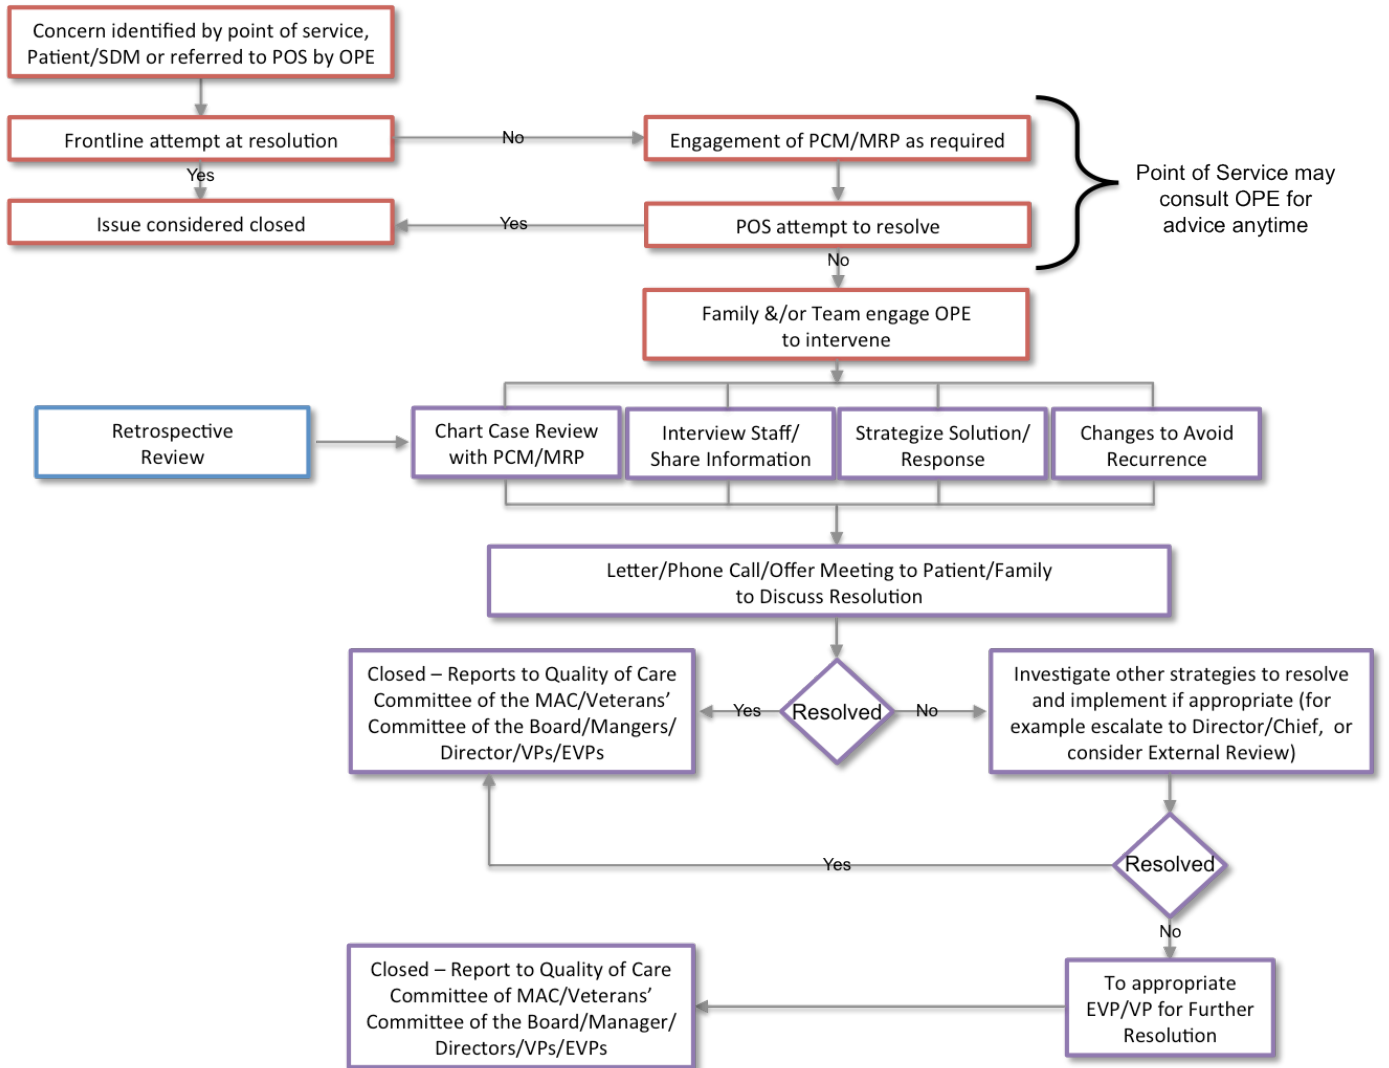 Concern identified by point of service,
Patient/SDM or referred to POS by OPE
Frontline attempt at resolution
No
Engagement of PCM/MRP as required
Yes
Issue considered closed
Yes
POS attempt to resolve
Point of Service may
consult OPE for
advice anytime
No
Family &/or Team engage OPE
to intervene
Retrospective
Review
Chart Case Review
with PCM/MRP
Interview Staff/
Share Information
Strategize Solution/
Response
Changes to Avoid
Recurrence
Letter/Phone Call/Offer Meeting to Patient/Family
to Discuss Resolution
Closed – Reports to Quality of Care
Committee of the MAC/Veterans’
Committee of the Board/Mangers/
Director/VPs/EVPs
Yes
Resolved
No
Investigate other strategies to resolve
and implement if appropriate (for
example escalate to Director/Chief, or
consider External Review)
Yes
Resolved
No
Closed – Report to Quality of Care
Committee of MAC/Veterans’
Committee of the Board/Manager/
Directors/VPs/EVPs
To appropriate
EVP/VP for Further
Resolution